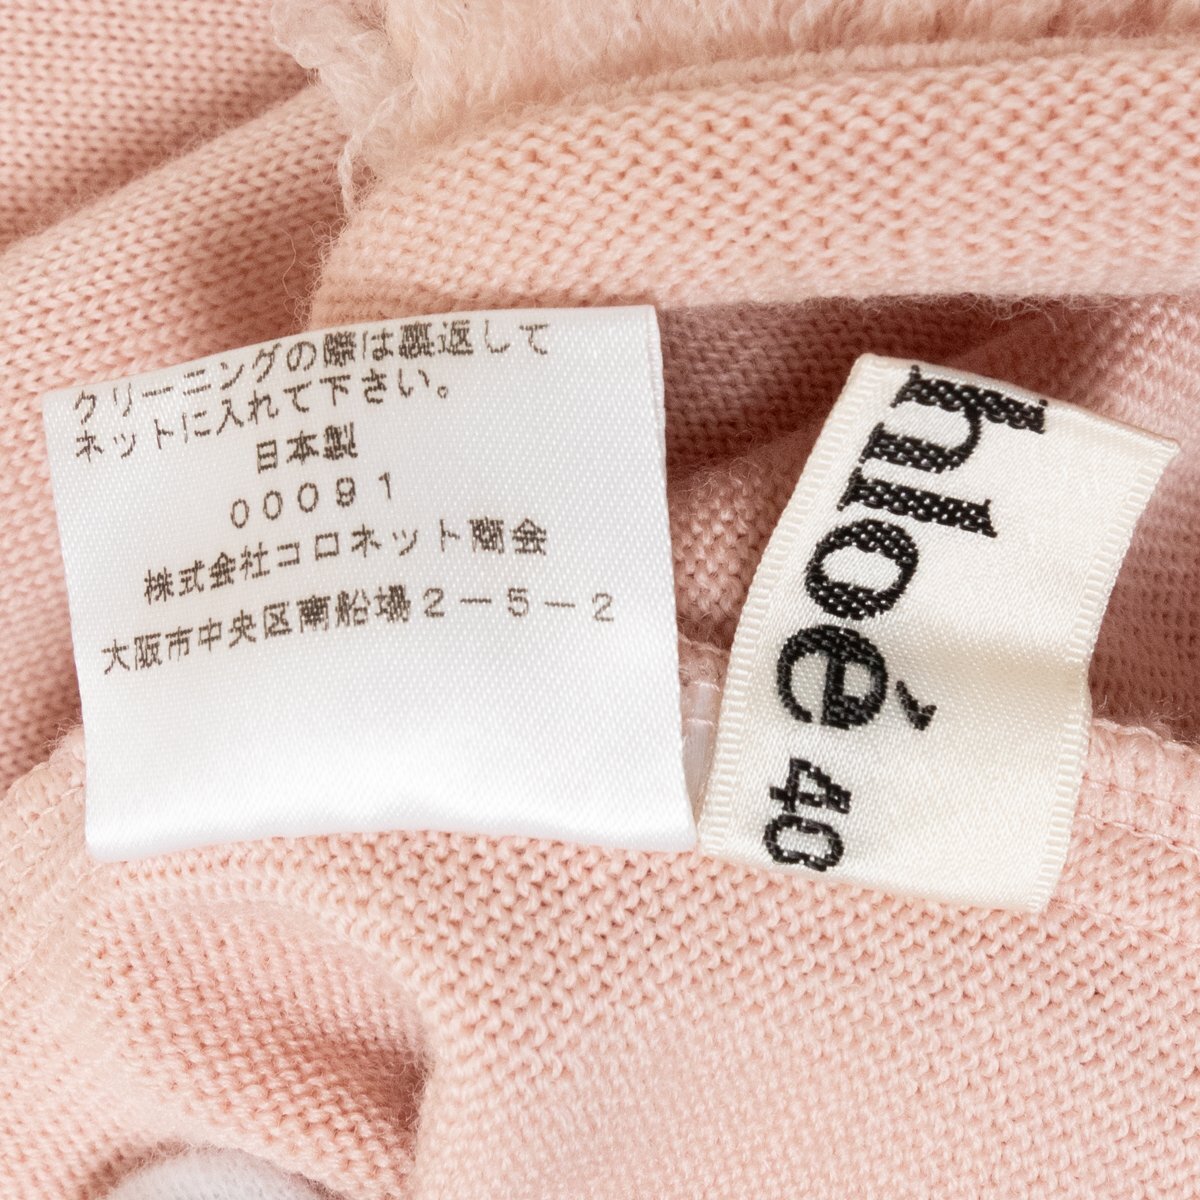 クリーニングの際は裏返して
ネットに入れて下さい。
日本製
00091
株式会社コロネット商会
大阪市中央区南船場2-5-2
hloé
40